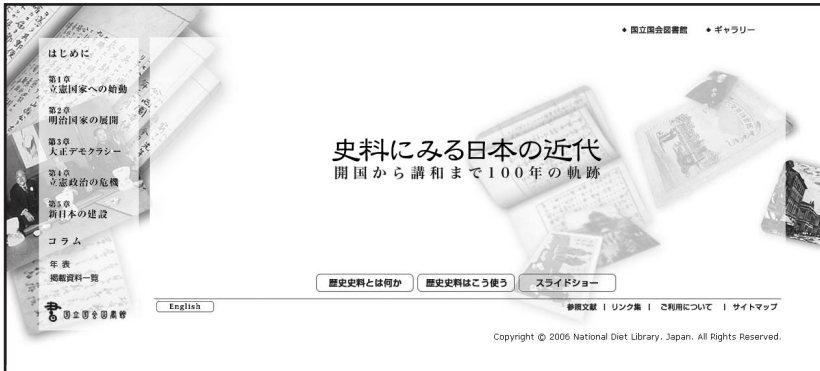 国立国会図書館
ギャラリー
はじめに
第1章
立憲国家への始動
第2章
明治国家の展開
第3章
大正デモクラシー
第4章
立憲政治の危機
第5章
新日本の建設
コラム
年表
掲載資料一覧
国立国会図書館
史料にみる日本の近代
開国から講和まで100年の軌跡
歴史史料とは何か
歴史史料はこう使う
スライドショー
English
参照文献 | リンク集 | ご利用について | サイトマップ
Copyright © 2006 National Diet Library. Japan. All Rights Reserved.